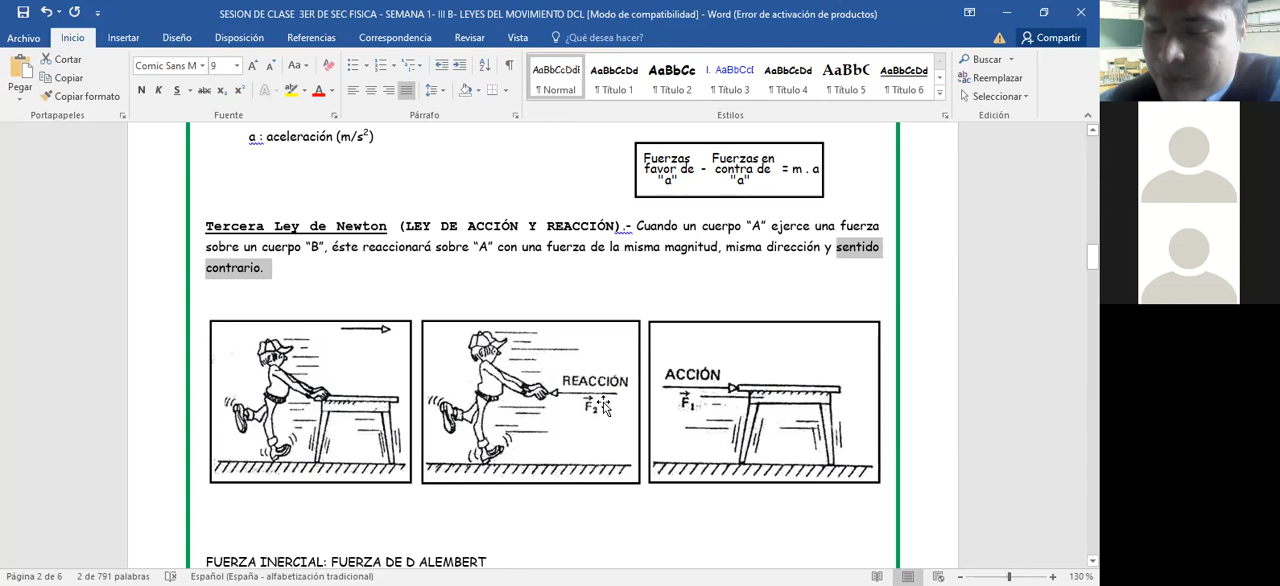 SESION DE CLASE 3ER DE SEC FISICA - SEMANA 1- III B- LEYES DEL MOVIMIENTO DCL [Modo de compatibilidad] - Word (Error de activación de productos)
Archivo Inicio Insertar Diseño Disposición Referencias Correspondencia Revisar Vista ¿Qué desea hacer? Compartir
Pegar
Cortar
Copiar
Copiar formato
Portapapeles
Comic Sans M 9 Aa
N K S abc x₂ x² A A
Fuente
Párrafo
AaBbCcDdE AaBbCcDd AaBbCc I. AaBbCcI AaBbCcDd AaBbC AaBbCcDd
¶ Normal ¶ Título 1 ¶ Título 2 ¶ Título 3 ¶ Título 4 ¶ Título 5 ¶ Título 6
Estilos
Buscar
Reemplazar
Seleccionar
Edición
a : aceleración (m/s²)
Fuerzas Fuerzas en
favor de - contra de = m . a
"a" "a"
Tercera Ley de Newton (LEY DE ACCIÓN Y REACCIÓN).- Cuando un cuerpo “A” ejerce una fuerza
sobre un cuerpo “B”, éste reaccionará sobre “A” con una fuerza de la misma magnitud, misma dirección y sentido
contrario.
REACCIÓN
F₂
ACCIÓN
F₁
FUERZA INERCIAL: FUERZA DE D ALEMBERT
Página 2 de 6 2 de 791 palabras Español (España - alfabetización tradicional) 130 %